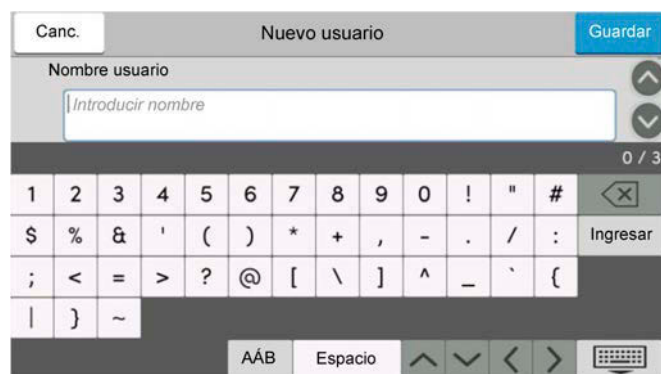 Canc. Nuevo usuario Guardar
Nombre usuario
Introducir nombre
0 / 3
1 2 3 4 5 6 7 8 9 0 ! " #
$ % & ' ( ) * + , - . / : Ingresar
; < = > ? @ [ \ ] ^ _ ` {
| } ~
AÁB Espacio